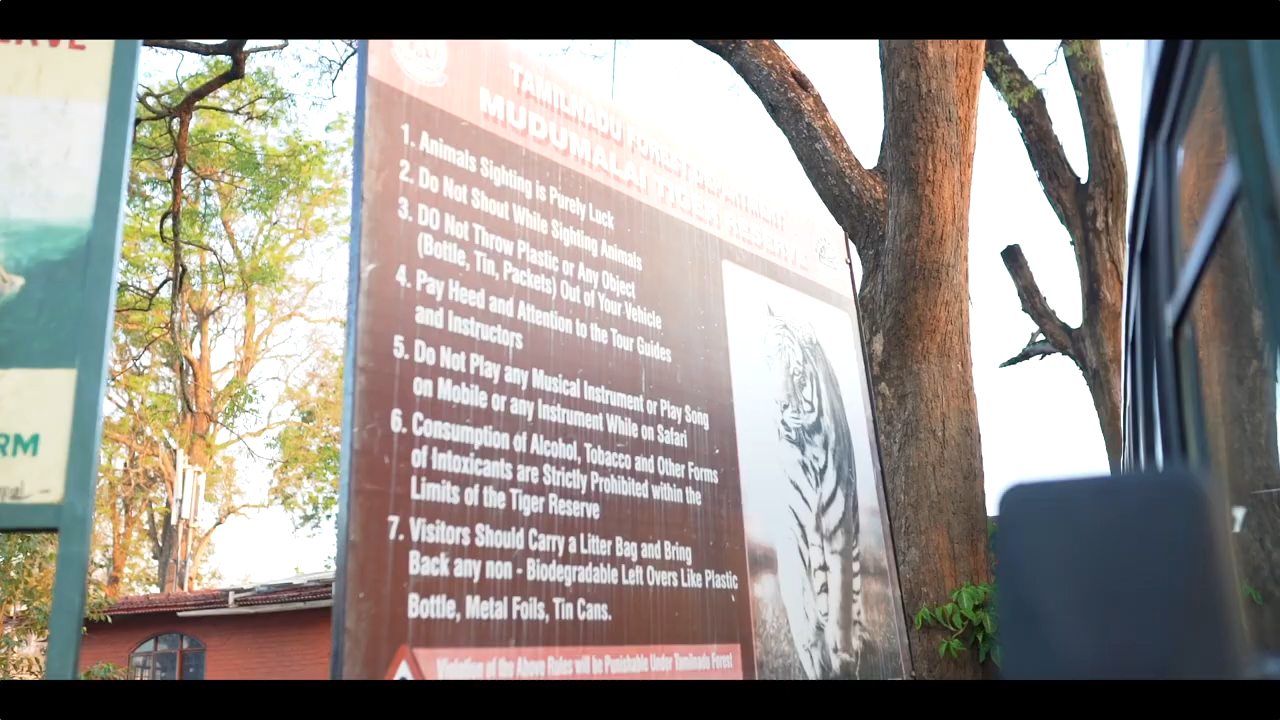 TAMILNADU FOREST DEPARTMENT
MUDUMALAI TIGER RESERVE
1. Animals Sighting is Purely Luck
2. Do Not Shout While Sighting Animals
3. DO Not Throw Plastic or Any Object
(Bottle, Tin, Packets) Out of Your Vehicle
4. Pay Heed and Attention to the Tour Guides
and Instructors
5. Do Not Play any Musical Instrument or Play Song
on Mobile or any Instrument While on Safari
6. Consumption of Alcohol, Tobacco and Other Forms
of Intoxicants are Strictly Prohibited within the
Limits of the Tiger Reserve
7. Visitors Should Carry a Litter Bag and Bring
Back any non - Biodegradable Left Overs Like Plastic
Bottle, Metal Foils, Tin Cans.
Violation of the Above Rules will be Punishable Under Tamilnadu Forest
RM